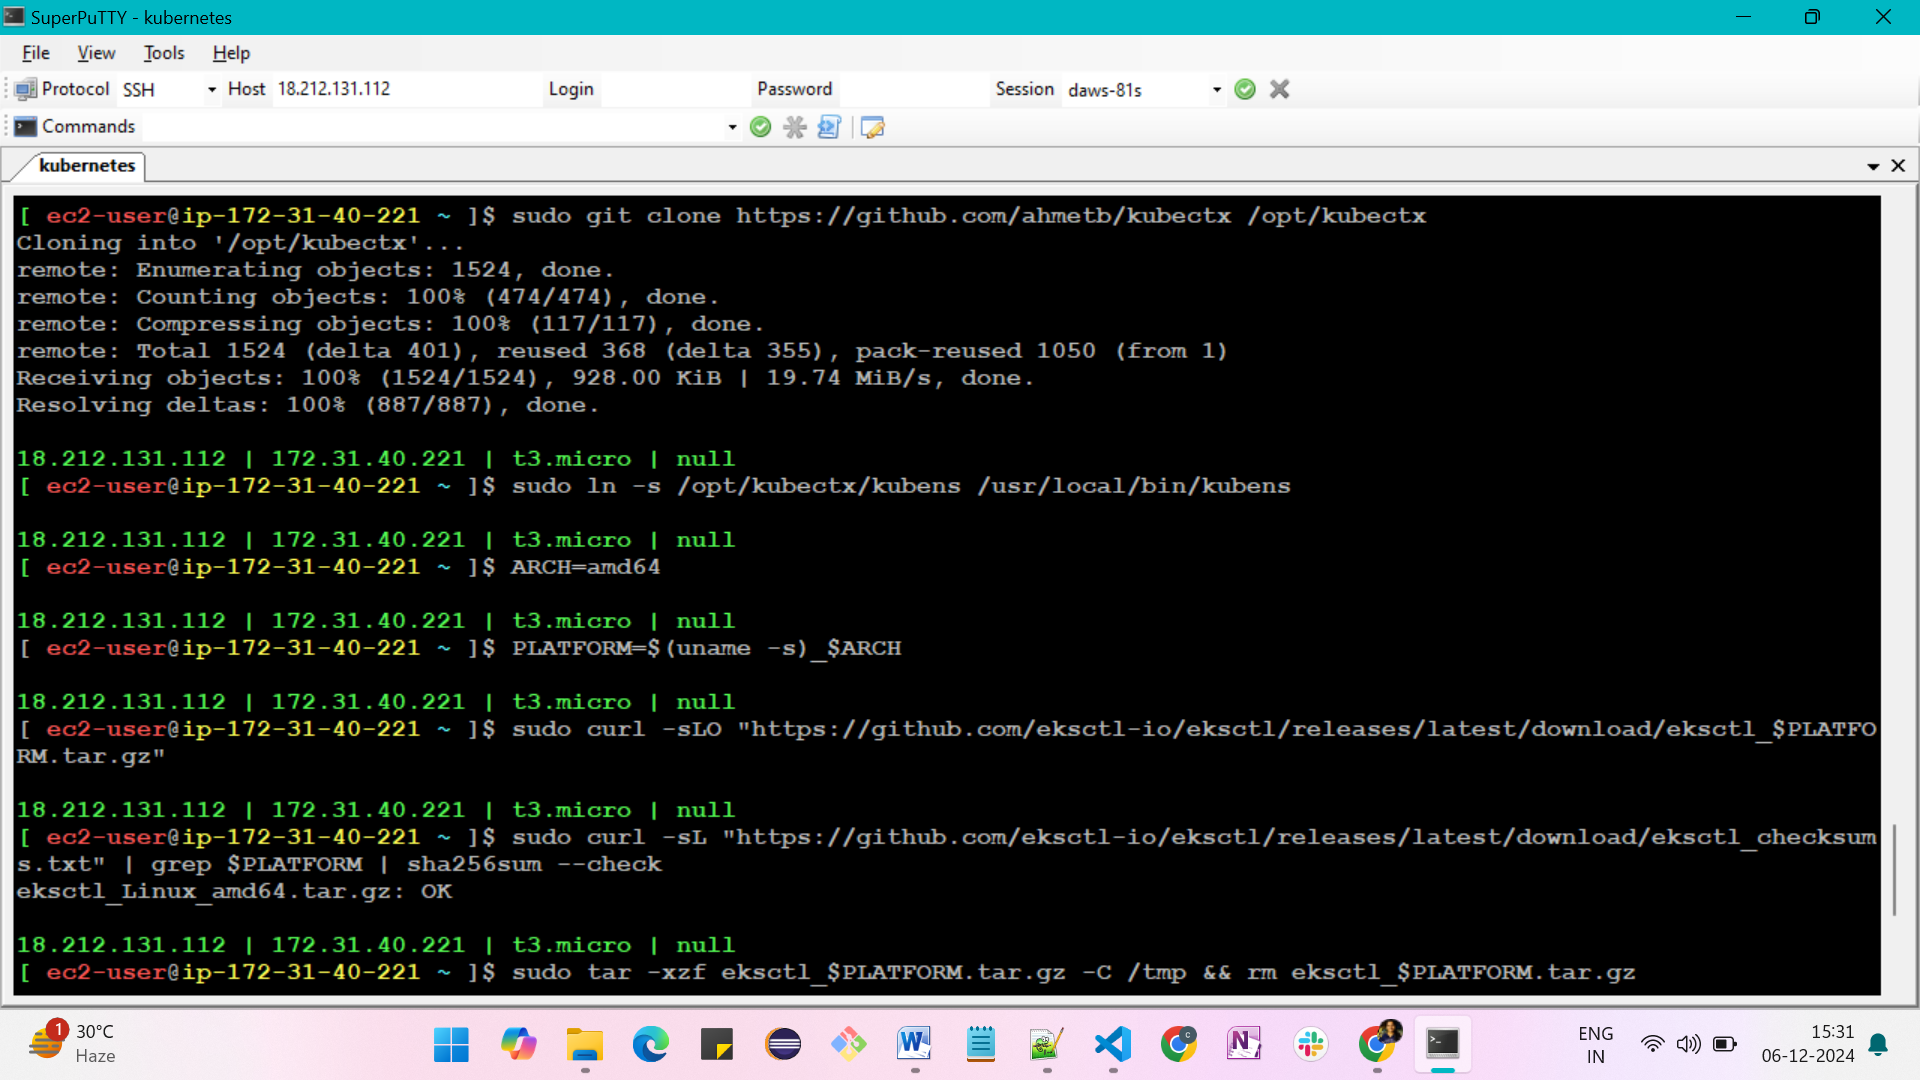 SuperPuTTY - kubernetes
File View Tools Help
Protocol SSH Host 18.212.131.112 Login Password Session daws-81s
Commands
kubernetes
[ ec2-user@ip-172-31-40-221 ~ ]$ sudo git clone https://github.com/ahmetb/kubectx /opt/kubectx
Cloning into '/opt/kubectx'...
remote: Enumerating objects: 1524, done.
remote: Counting objects: 100% (474/474), done.
remote: Compressing objects: 100% (117/117), done.
remote: Total 1524 (delta 401), reused 368 (delta 355), pack-reused 1050 (from 1)
Receiving objects: 100% (1524/1524), 928.00 KiB | 19.74 MiB/s, done.
Resolving deltas: 100% (887/887), done.
18.212.131.112 | 172.31.40.221 | t3.micro | null
[ ec2-user@ip-172-31-40-221 ~ ]$ sudo ln -s /opt/kubectx/kubens /usr/local/bin/kubens
18.212.131.112 | 172.31.40.221 | t3.micro | null
[ ec2-user@ip-172-31-40-221 ~ ]$ ARCH=amd64
18.212.131.112 | 172.31.40.221 | t3.micro | null
[ ec2-user@ip-172-31-40-221 ~ ]$ PLATFORM=$(uname -s)_$ARCH
18.212.131.112 | 172.31.40.221 | t3.micro | null
[ ec2-user@ip-172-31-40-221 ~ ]$ sudo curl -sLO "https://github.com/eksctl-io/eksctl/releases/latest/download/eksctl_$PLATFO
RM.tar.gz"
18.212.131.112 | 172.31.40.221 | t3.micro | null
[ ec2-user@ip-172-31-40-221 ~ ]$ sudo curl -sL "https://github.com/eksctl-io/eksctl/releases/latest/download/eksctl_checksum
s.txt" | grep $PLATFORM | sha256sum --check
eksctl_Linux_amd64.tar.gz: OK
18.212.131.112 | 172.31.40.221 | t3.micro | null
[ ec2-user@ip-172-31-40-221 ~ ]$ sudo tar -xzf eksctl_$PLATFORM.tar.gz -C /tmp && rm eksctl_$PLATFORM.tar.gz
1 30°C
Haze
ENG
IN
15:31
06-12-2024